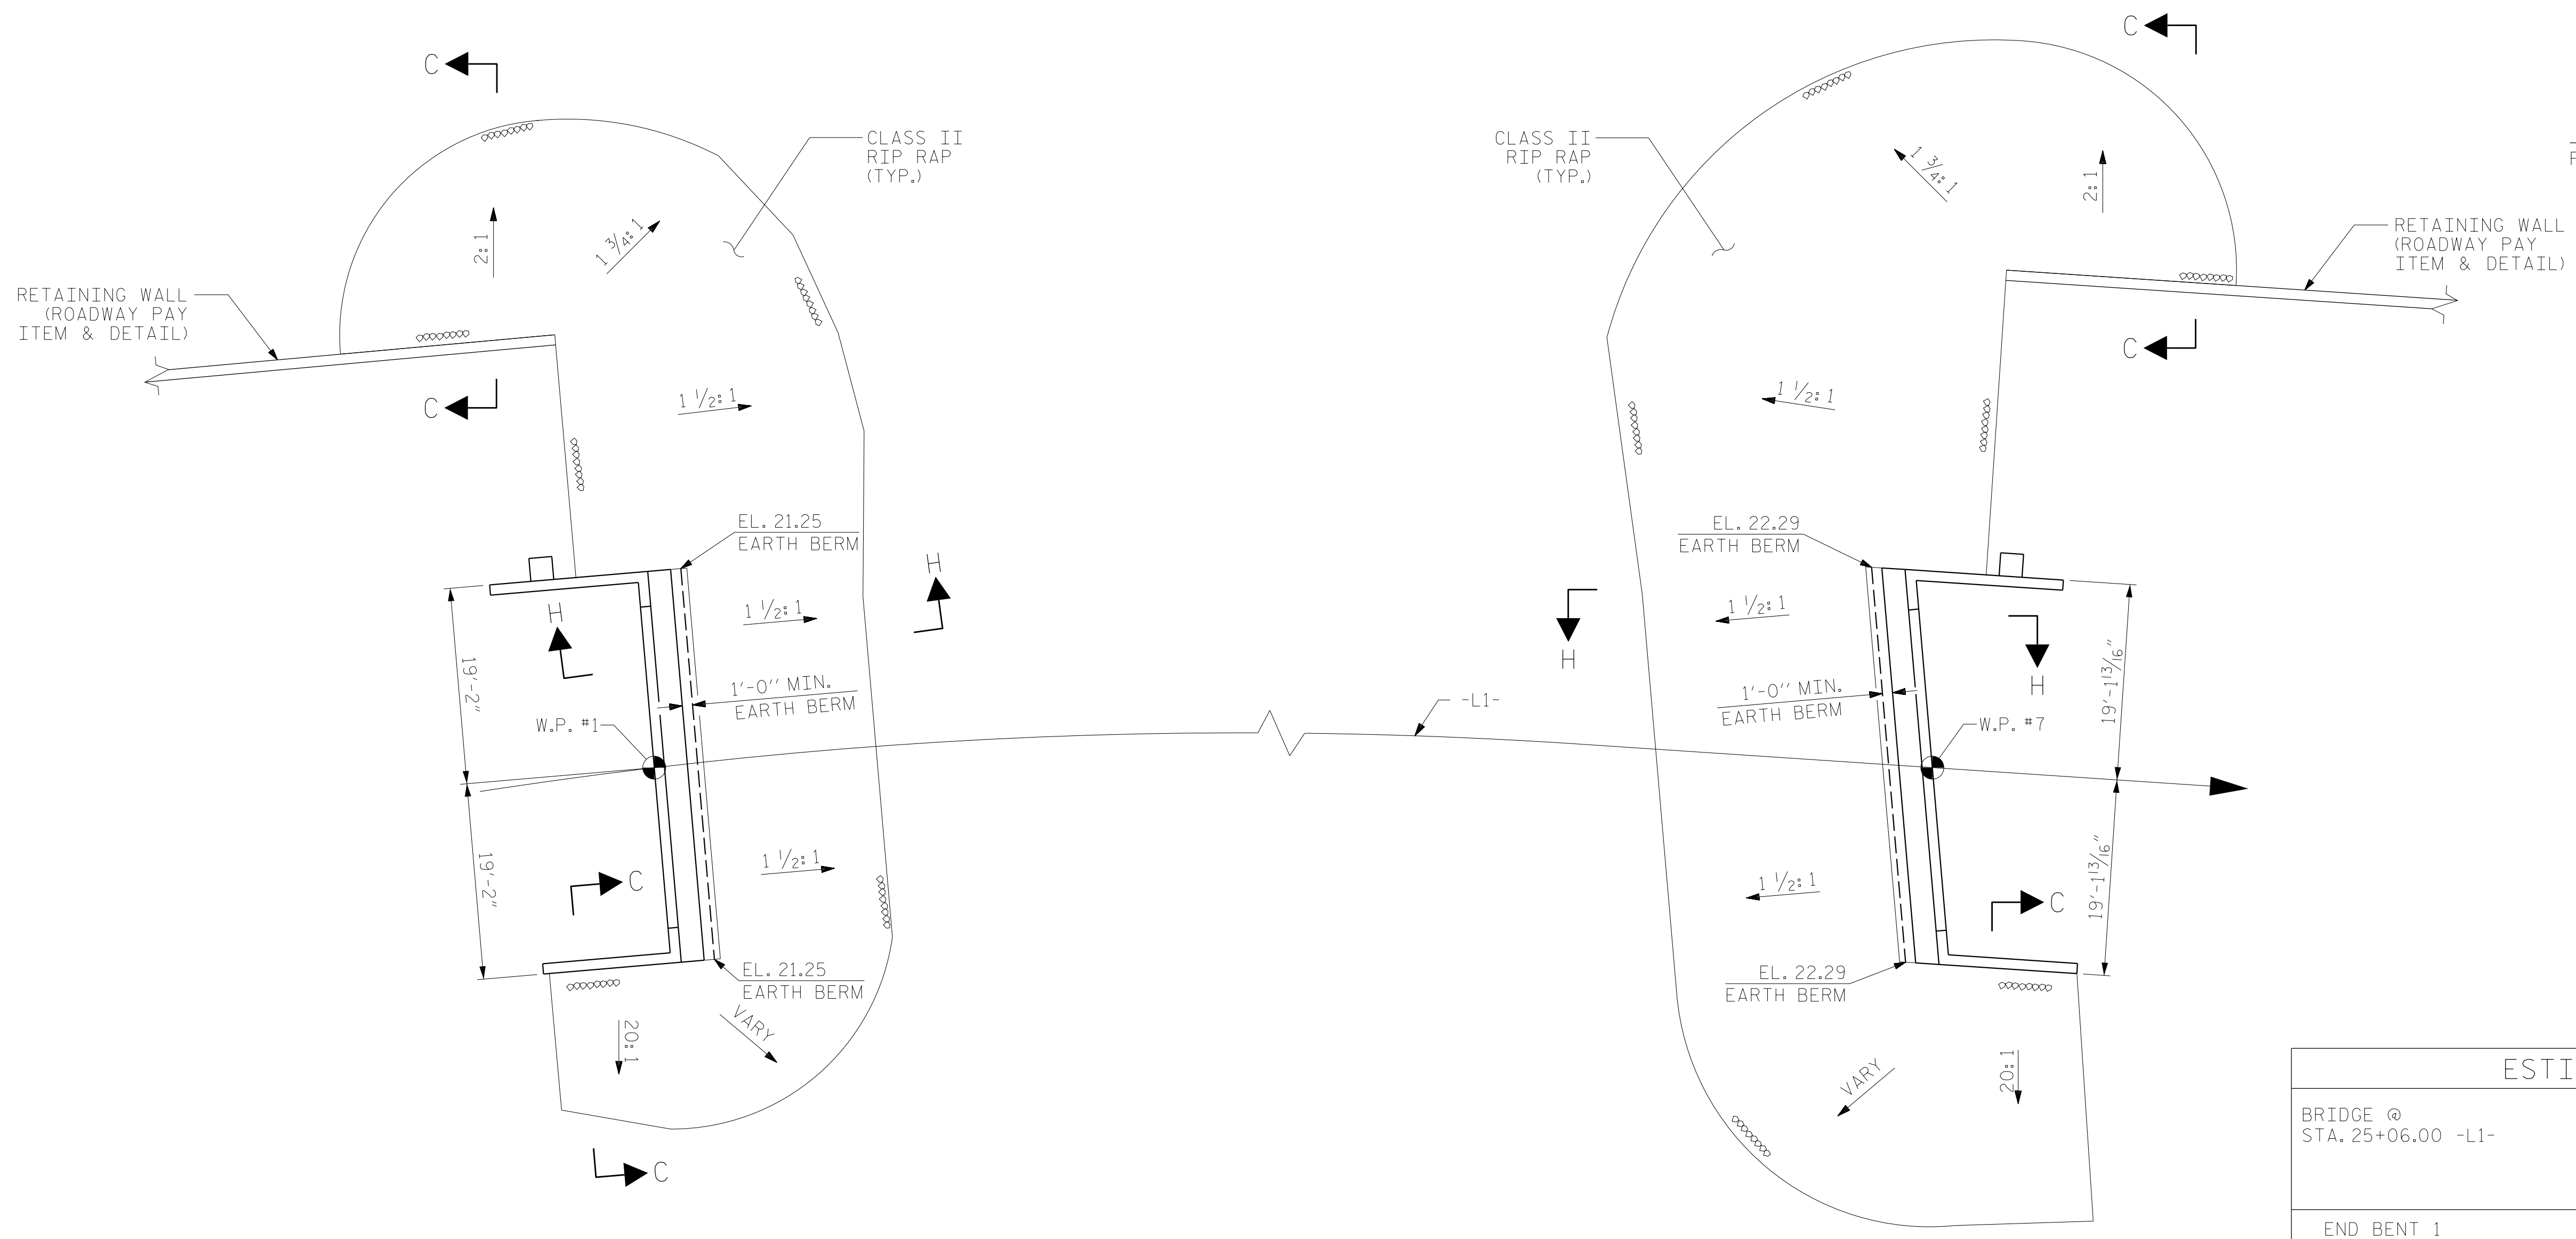 C
C
CLASS II
RIP RAP
(TYP.)
CLASS II
RIP RAP
(TYP.)
2:1
1 3/4:1
1 3/4:1
2:1
RETAINING WALL
(ROADWAY PAY
ITEM & DETAIL)
RETAINING WALL
(ROADWAY PAY
ITEM & DETAIL)
C
C
1 1/2:1
1 1/2:1
EL. 21.25
EARTH BERM
EL. 22.29
EARTH BERM
H
H
1 1/2:1
1 1/2:1
H
H
19'-2"
1'-0" MIN.
EARTH BERM
1'-0" MIN.
EARTH BERM
19'-1 13/16"
W.P. #1
-L1-
W.P. #7
19'-2"
C
1 1/2:1
1 1/2:1
C
19'-1 13/16"
EL. 21.25
EARTH BERM
EL. 22.29
EARTH BERM
20:1
VARY
VARY
20:1
C
ESTI
BRIDGE @
STA. 25+06.00 -L1-
END BENT 1